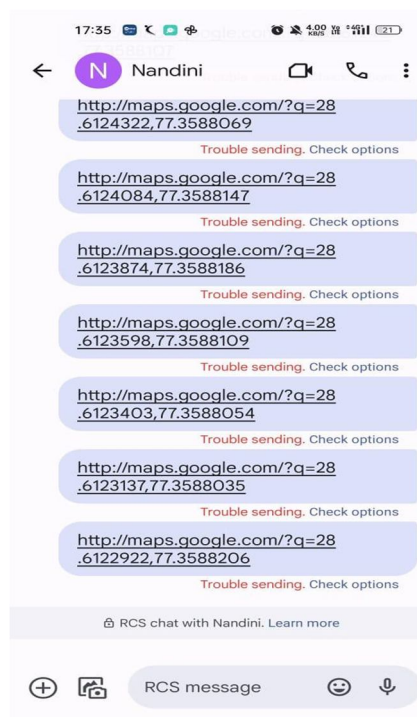 17:35
4.00
KB/S
4G
21
Nandini
http://maps.google.com/?q=28
.6124322,77.3588069
Trouble sending. Check options
http://maps.google.com/?q=28
.6124084,77.3588147
Trouble sending. Check options
http://maps.google.com/?q=28
.6123874,77.3588186
Trouble sending. Check options
http://maps.google.com/?q=28
.6123598,77.3588109
Trouble sending. Check options
http://maps.google.com/?q=28
.6123403,77.3588054
Trouble sending. Check options
http://maps.google.com/?q=28
.6123137,77.3588035
Trouble sending. Check options
http://maps.google.com/?q=28
.6122922,77.3588206
Trouble sending. Check options
RCS chat with Nandini. Learn more
RCS message
N